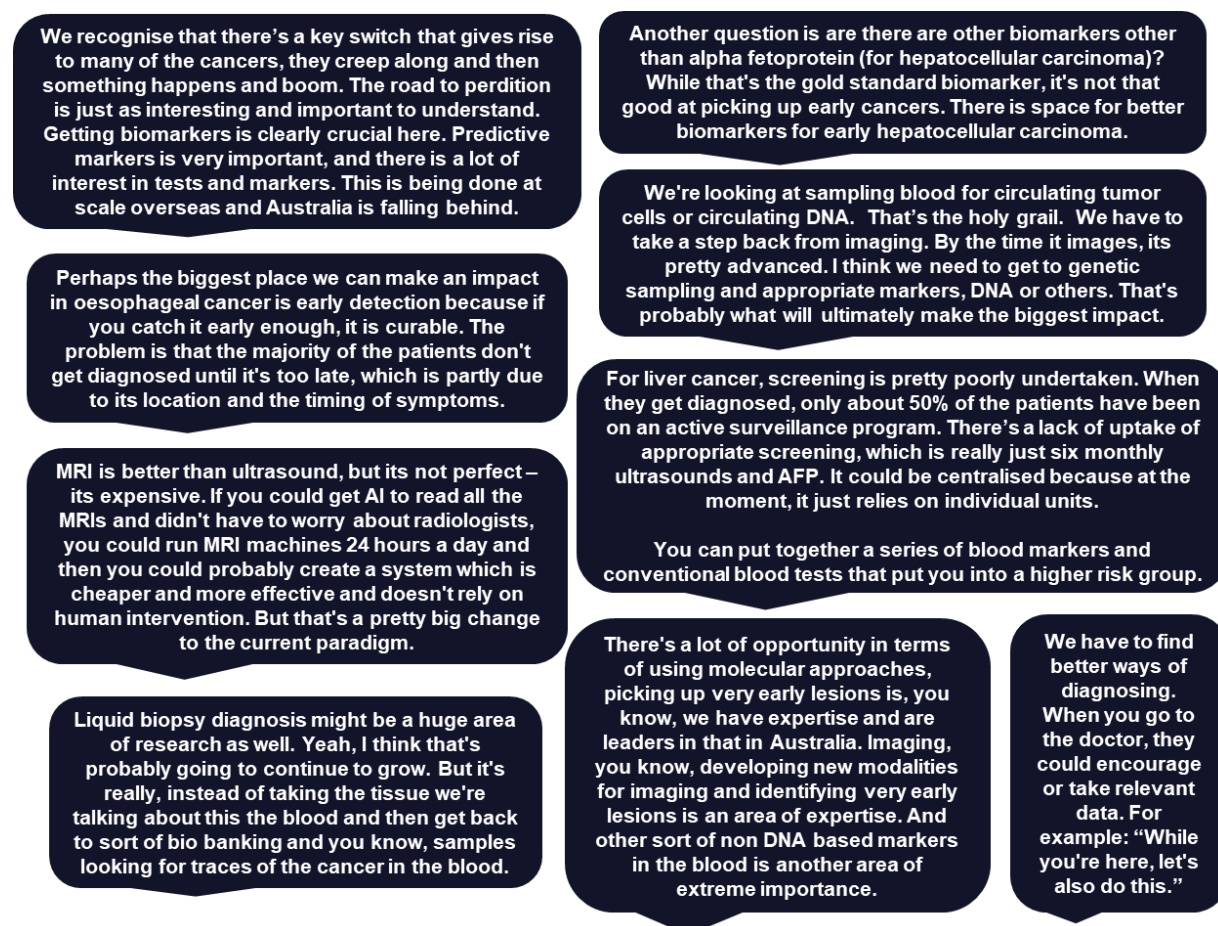 We recognise that there’s a key switch that gives rise
to many of the cancers, they creep along and then
something happens and boom. The road to perdition
is just as interesting and important to understand.
Getting biomarkers is clearly crucial here. Predictive
markers is very important, and there is a lot of
interest in tests and markers. This is being done at
scale overseas and Australia is falling behind.
Perhaps the biggest place we can make an impact
in oesophageal cancer is early detection because if
you catch it early enough, it is curable. The
problem is that the majority of the patients don't
get diagnosed until it's too late, which is partly due
to its location and the timing of symptoms.
MRI is better than ultrasound, but its not perfect –
its expensive. If you could get AI to read all the
MRIs and didn't have to worry about radiologists,
you could run MRI machines 24 hours a day and
then you could probably create a system which is
cheaper and more effective and doesn't rely on
human intervention. But that's a pretty big change
to the current paradigm.
Liquid biopsy diagnosis might be a huge area
of research as well. Yeah, I think that's
probably going to continue to grow. But it's
really, instead of taking the tissue we're
talking about this the blood and then get back
to sort of bio banking and you know, samples
looking for traces of the cancer in the blood.
Another question is are there are other biomarkers other
than alpha fetoprotein (for hepatocellular carcinoma)?
While that's the gold standard biomarker, it's not that
good at picking up early cancers. There is space for better
biomarkers for early hepatocellular carcinoma.
We're looking at sampling blood for circulating tumor
cells or circulating DNA. That’s the holy grail. We have to
take a step back from imaging. By the time it images, its
pretty advanced. I think we need to get to genetic
sampling and appropriate markers, DNA or others. That's
probably what will ultimately make the biggest impact.
For liver cancer, screening is pretty poorly undertaken. When
they get diagnosed, only about 50% of the patients have been
on an active surveillance program. There’s a lack of uptake of
appropriate screening, which is really just six monthly
ultrasounds and AFP. It could be centralised because at the
moment, it just relies on individual units.
You can put together a series of blood markers and
conventional blood tests that put you into a higher risk group.
There's a lot of opportunity in terms
of using molecular approaches,
picking up very early lesions is, you
know, we have expertise and are
leaders in that in Australia. Imaging,
you know, developing new modalities
for imaging and identifying very early
lesions is an area of expertise. And
other sort of non DNA based markers
in the blood is another area of
extreme importance.
We have to find
better ways of
diagnosing.
When you go to
the doctor, they
could encourage
or take relevant
data. For
example: “While
you're here, let's
also do this.”